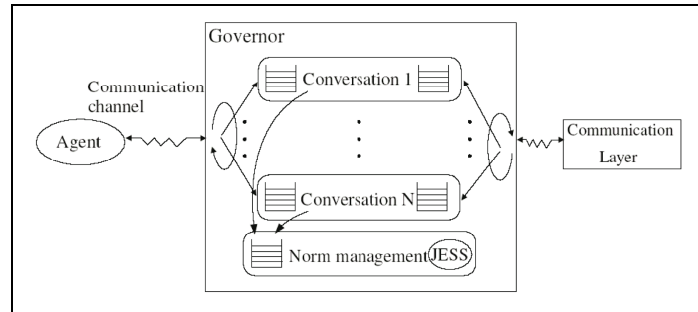 Governor
Conversation 1
Communication
channel
Agent
Communication
Layer
Conversation N
Norm management
JESS